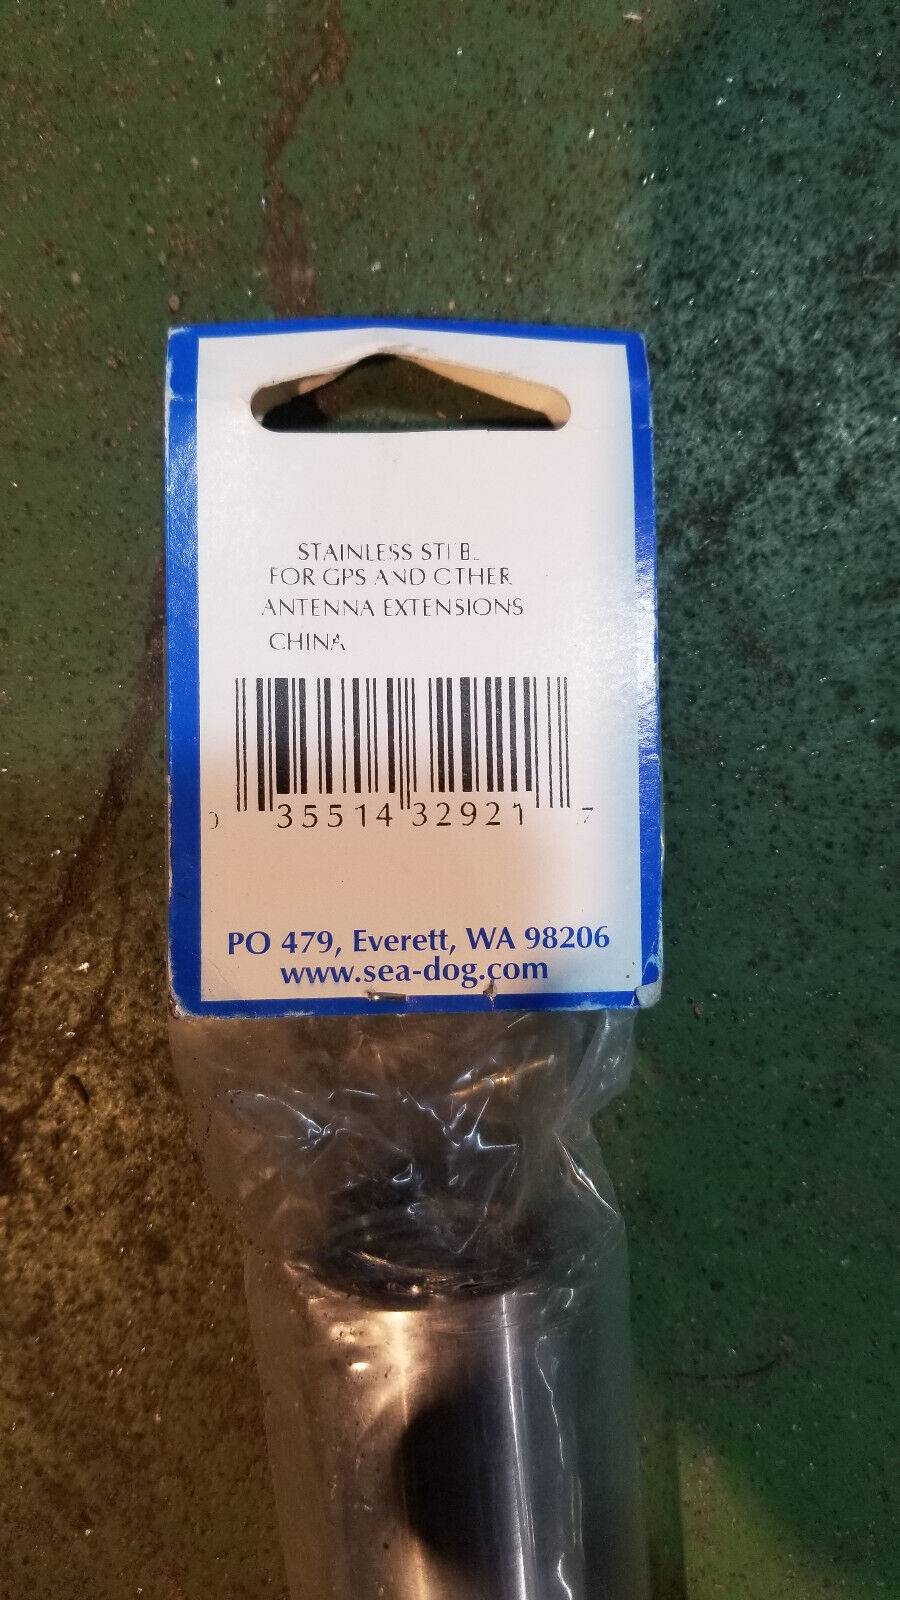 STAINLESS STEEL
FOR GPS AND OTHER
ANTENNA EXTENSIONS
CHINA
0 35514 32921 7
PO 479, Everett, WA 98206
www.sea-dog.com